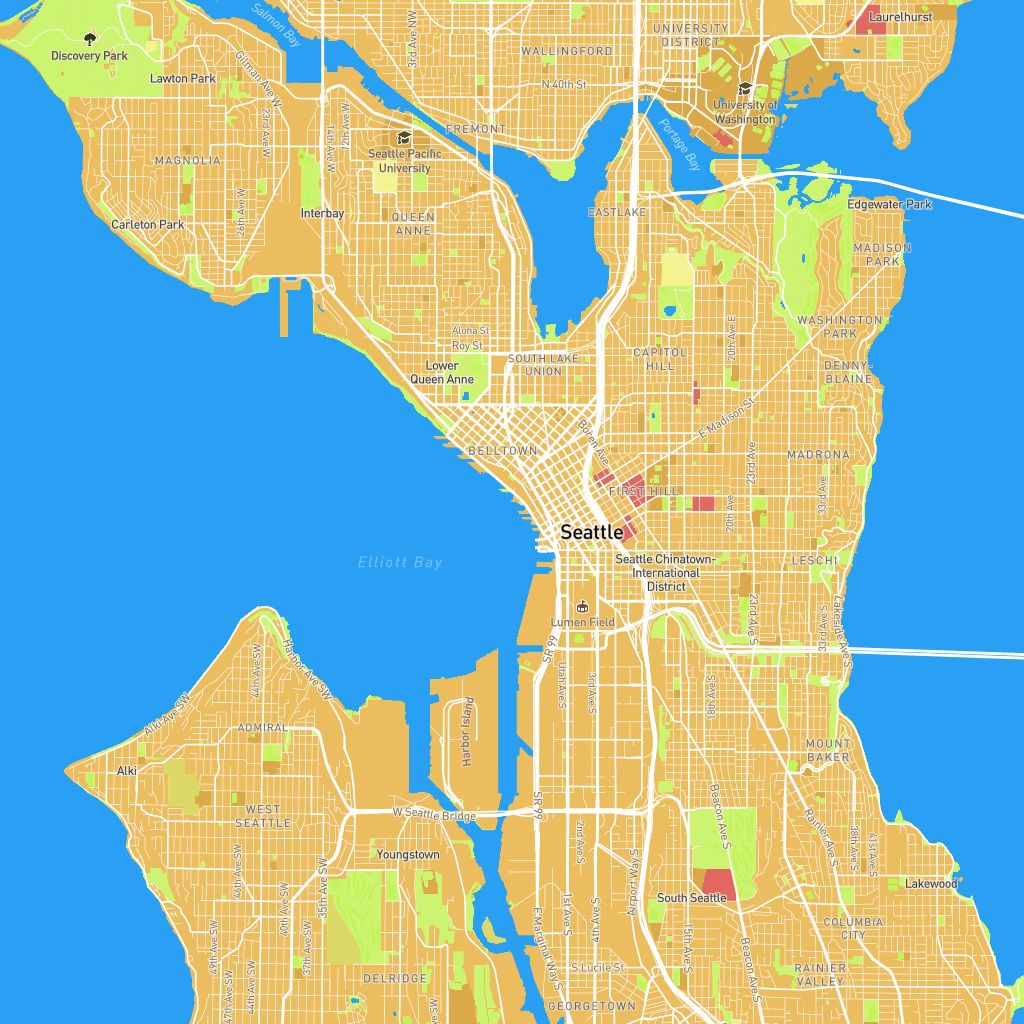 Salmon Bay
3rd Ave NW
Laurelhurst
UNIVERSITY
DISTRICT
WALLINGFORD
Discovery Park
Lawton Park
Gilman Ave W
N 40th St
University of
Washington
23rd Ave W
14th Ave W
12th Ave W
FREMONT
Portage Bay
Seattle Pacific
University
MAGNOLIA
26th Ave W
Interbay
Carleton Park
QUEEN
ANNE
EASTLAKE
Edgewater Park
MADISON
PARK
WASHINGTON
PARK
Aloha St
Roy St
20th Ave E
Lower
Queen Anne
SOUTH LAKE
UNION
CAPITOL
HILL
DENNY-
BLAINE
E Madison St
Boren Ave
BELLTOWN
23rd Ave
MADRONA
33rd Ave
FIRST HILL
20th Ave
Seattle
Elliott Bay
Seattle Chinatown-
International
District
LESCHI
Lumen Field
23rd Ave S
33rd Ave S
Lakeside Ave S
SR 99
Harbor Ave SW
44th Ave SW
Utah Ave S
3rd Ave S
18th Ave S
Alki Ave SW
ADMIRAL
Harbor Island
MOUNT
BAKER
Alki
WEST
SEATTLE
W Seattle Bridge
SR 99
2nd Ave S
Beacon Ave S
Rainier Ave S
38th Ave S
41st Ave S
Youngstown
46th Ave SW
35th Ave SW
40th Ave SW
Airport Way S
South Seattle
Lakewood
1st Ave S
4th Ave S
E Marginal Way S
15th Ave S
Beacon Ave S
COLUMBIA
CITY
49th Ave SW
37th Ave SW
47th Ave SW
44th Ave SW
DELRIDGE
S Lucile St
RAINIER
VALLEY
GEORGETOWN